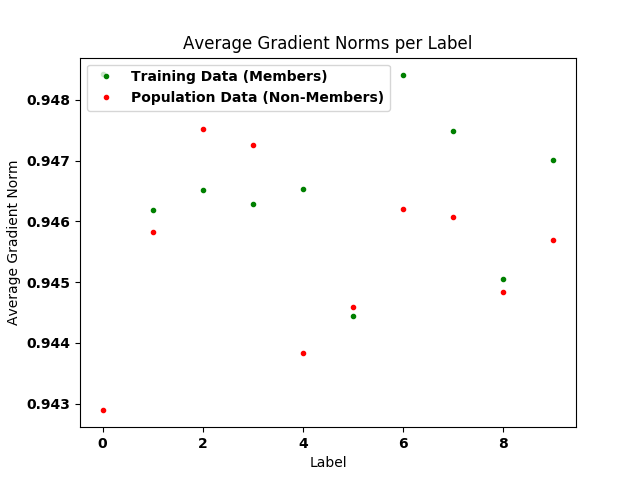 Average Gradient Norms per Label
Training Data (Members)
Population Data (Non-Members)
0.948
0.947
0.946
0.945
0.944
0.943
Average Gradient Norm
0 2 4 6 8
Label